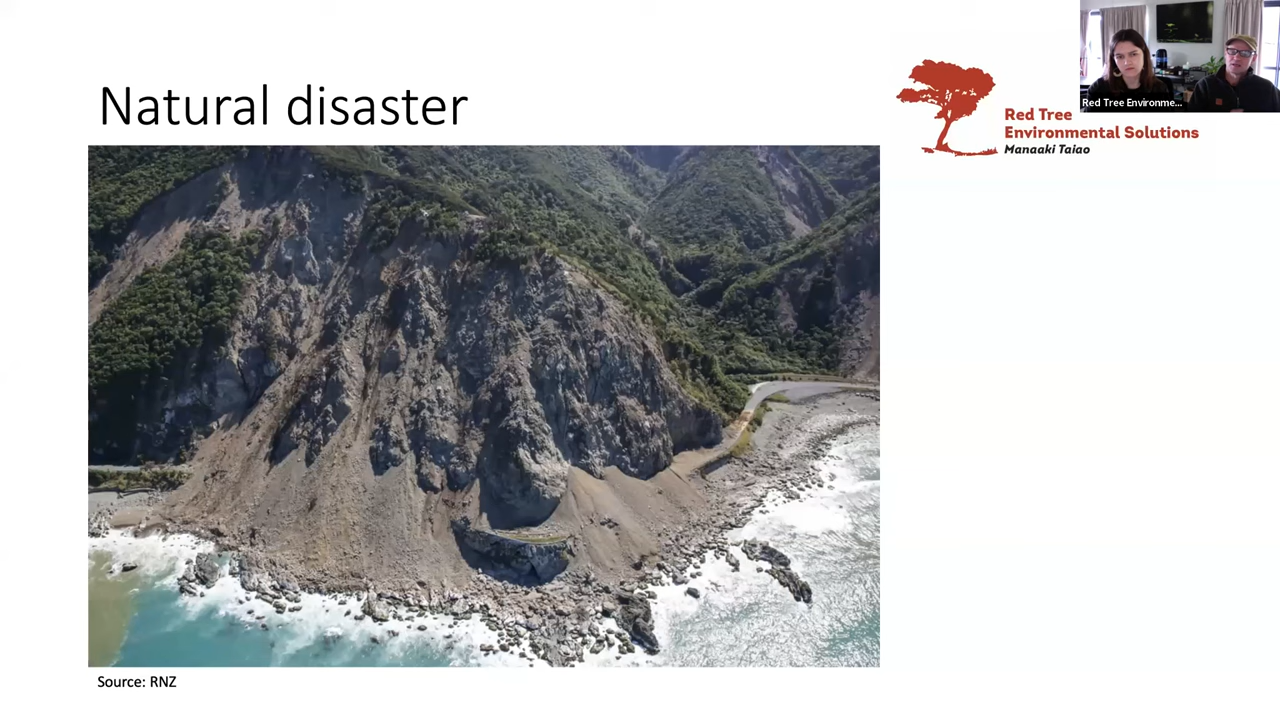 Natural disaster
Red Tree Environme...
Red Tree
Environmental Solutions
Manaaki Taiao
Source: RNZ